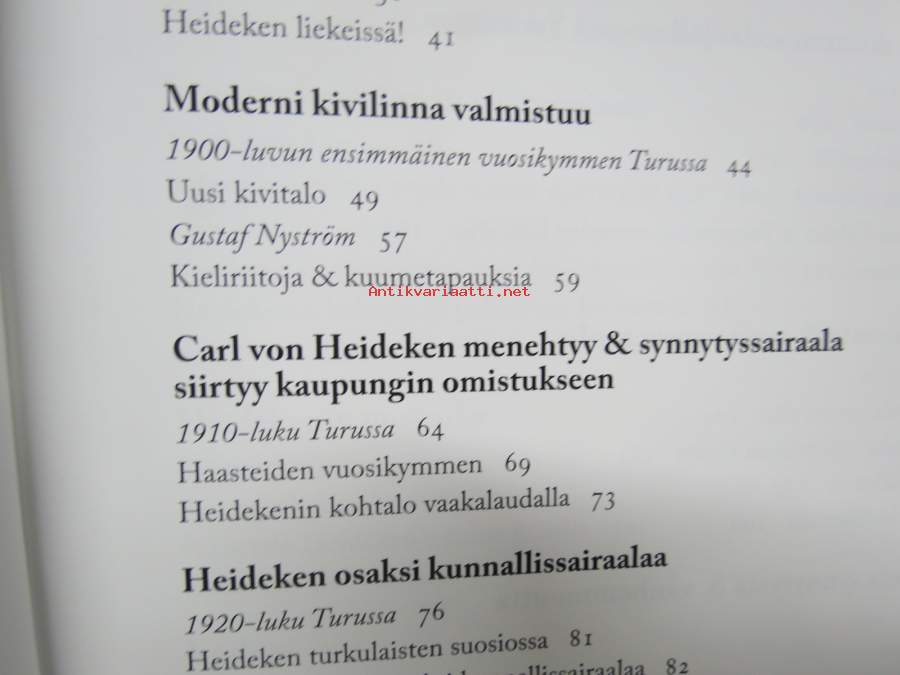 Heideken liekeissä! 41
Moderni kivilinna valmistuu
1900-luvun ensimmäinen vuosikymmen Turussa 44
Uusi kivitalo 49
Gustaf Nyström 57
Kieliriitoja & kuumetapauksia 59
Antikvariaatti.net
Carl von Heideken menehtyy & synnytyssairaala
siirtyy kaupungin omistukseen
1910-luku Turussa 64
Haasteiden vuosikymmen 69
Heidekenin kohtalo vaakalaudalla 73
Heideken osaksi kunnallissairaalaa
1920-luku Turussa 76
Heideken turkulaisten suosiossa 81
82